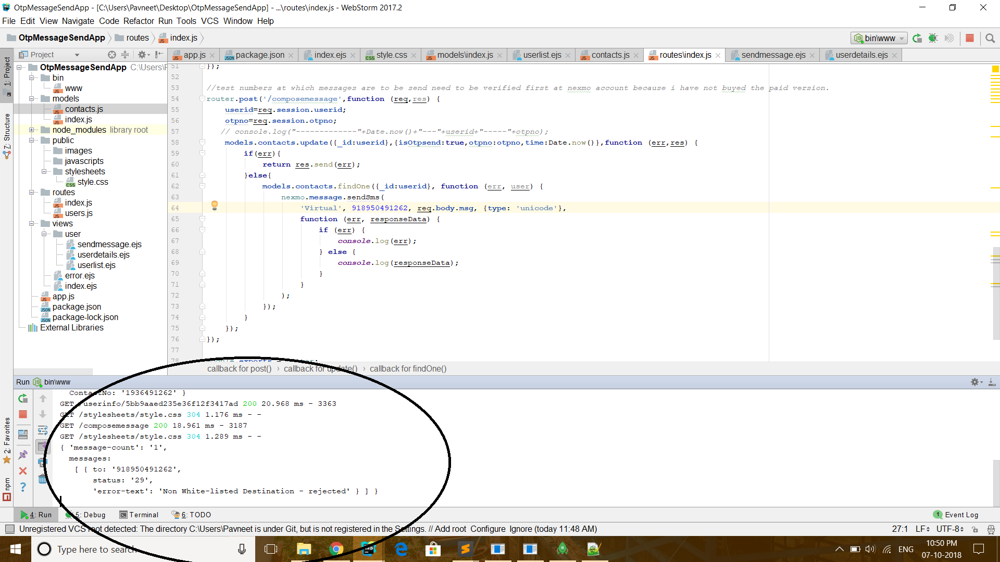 OtpMessageSendApp - [C:\Users\Pavneet\Desktop\OtpMessageSendApp] - ...\routes\index.js - WebStorm 2017.2
File Edit View Navigate Code Refactor Run Tools VCS Window Help
OtpMessageSendApp routes index.js bin\www
Project app.js package.json index.ejs style.css models\index.js userlist.ejs contacts.js routes\index.js sendmessage.ejs userdetails.ejs
1: Project
7: Structure
2: Favorites
npm
OtpMessageSendApp C:\Users\
bin
www
models
contacts.js
index.js
node_modules library root
public
images
javascripts
stylesheets
style.css
routes
index.js
users.js
views
user
sendmessage.ejs
userdetails.ejs
userlist.ejs
error.ejs
index.ejs
app.js
package.json
package-lock.json
External Libraries
51 });
52
53 //test numbers at which messages are to be send need to be verified first at nexmo account because i have not buyed the paid version.
54 router.post('/composemessage',function (req,res) {
55 userid=req.session.userid;
56 otpno=req.session.otpno;
57 // console.log("-------------"+Date.now()+"---"+userid+"-----"+otpno);
58 models.contacts.update({_id:userid},{isOtpsend:true,otpno:otpno,time:Date.now()},function (err,res) {
59 if(err){
60 return res.send(err);
61 }else{
62 models.contacts.findOne({_id:userid}, function (err, user) {
63 nexmo.message.sendSms(
64 'Virtual', 918950491262, req.body.msg, {type: 'unicode'},
65 function (err, responseData) {
66 if (err) {
67 console.log(err);
68 } else {
69 console.log(responseData);
70 }
71 }
72 );
73 });
74 }
75 });
76 });
77
78 exports =
callback for post() › callback for update() › callback for findOne()
Run bin\www
ContactNo: '1936491262' }
GET /userinfo/5bb9aaed235e36f12f3417ad 200 20.968 ms - 3363
GET /stylesheets/style.css 304 1.176 ms - -
GET /composemessage 200 18.961 ms - 3187
GET /stylesheets/style.css 304 1.289 ms - -
{ 'message-count': '1',
messages:
[ { to: '918950491262',
status: '29',
'error-text': 'Non White-listed Destination - rejected' } ] }
4: Run 5: Debug Terminal 6: TODO 1 Event Log
Unregistered VCS root detected: The directory C:\Users\Pavneet is under Git, but is not registered in the Settings. // Add root Configure Ignore (today 11:48 AM) 27:1 LF UTF-8
Type here to search ENG 10:50 PM
07-10-2018